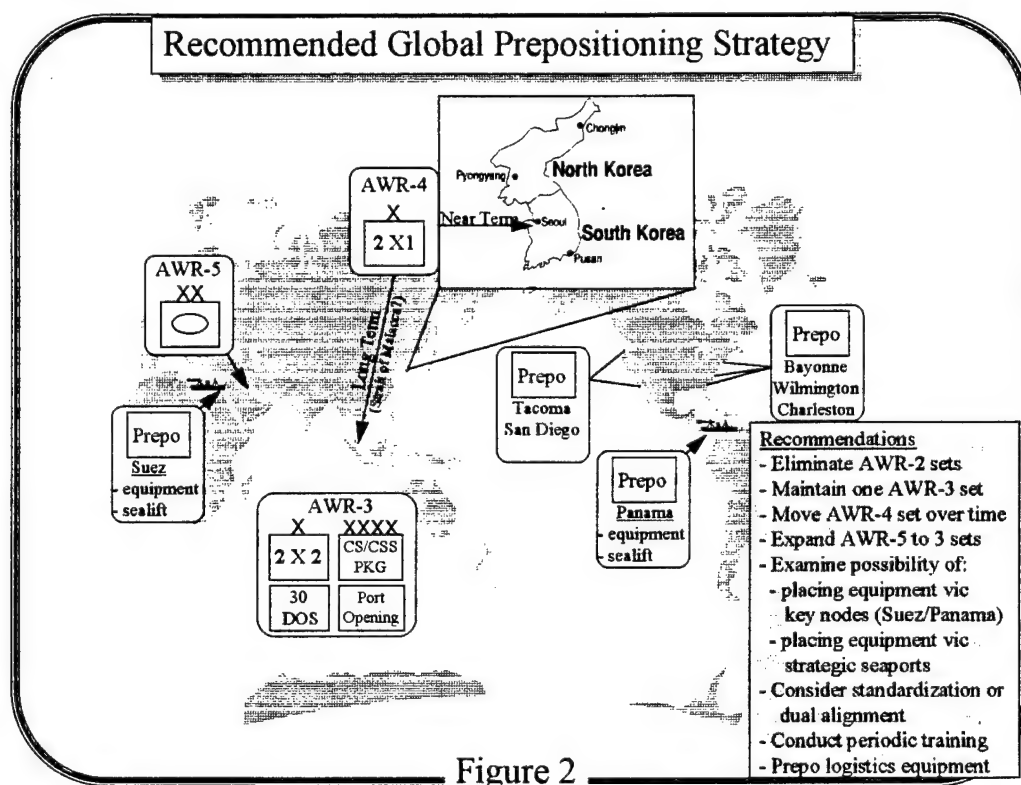 Recommended Global Prepositioning Strategy
Chongjin
North Korea
Pyongyang
Seoul
South Korea
Pusan
AWR-4
X
2 X1
Near Term
AWR-5
XX
Long Term
(Strait of Malacca?)
Prepo
Suez
- equipment
- sealift
Prepo
Tacoma
San Diego
Prepo
Bayonne
Wilmington
Charleston
Prepo
Panama
- equipment
- sealift
AWR-3
X XXXX
2 X 2
CS/CSS
PKG
30
DOS
Port
Opening
Recommendations
- Eliminate AWR-2 sets
- Maintain one AWR-3 set
- Move AWR-4 set over time
- Expand AWR-5 to 3 sets
- Examine possibility of:
- placing equipment vic
key nodes (Suez/Panama)
- placing equipment vic
strategic seaports
- Consider standardization or
dual alignment
- Conduct periodic training
- Prepo logistics equipment
Figure 2